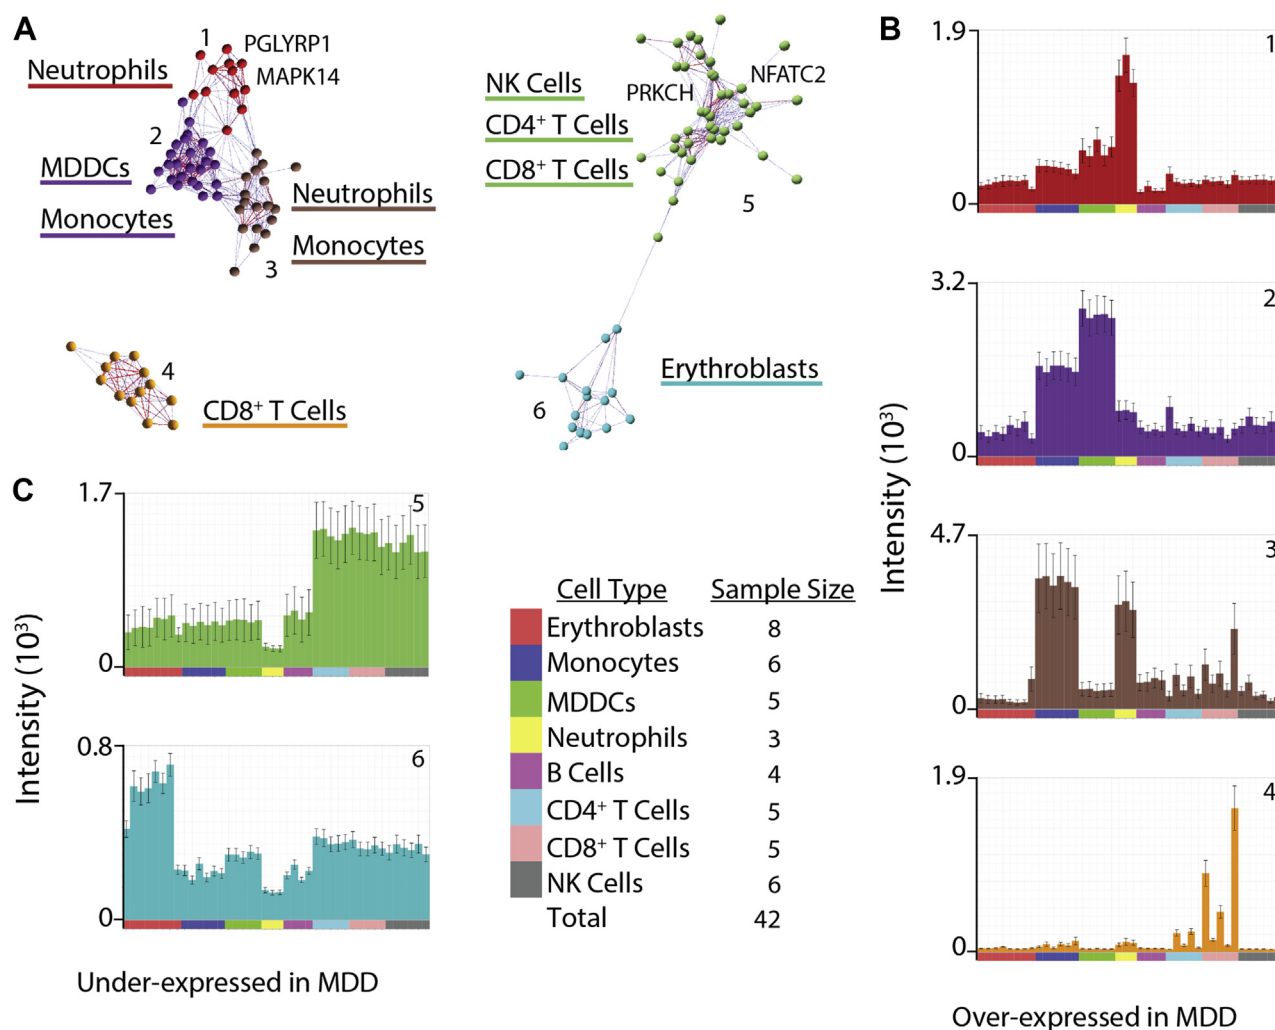 A
1
PGLYRP1
MAPK14
Neutrophils
2
MDDCs
Monocytes
Neutrophils
Monocytes
3
4
CD8⁺ T Cells
NK Cells
CD4⁺ T Cells
CD8⁺ T Cells
PRKCH
NFATC2
5
6
Erythroblasts
B
Intensity (10³)
1.9
0
1
3.2
0
2
4.7
0
3
1.9
0
4
Over-expressed in MDD
C
Intensity (10³)
1.7
0
5
0.8
0
6
Under-expressed in MDD
Cell Type Sample Size
Erythroblasts 8
Monocytes 6
MDDCs 5
Neutrophils 3
B Cells 4
CD4⁺ T Cells 5
CD8⁺ T Cells 5
NK Cells 6
Total 42